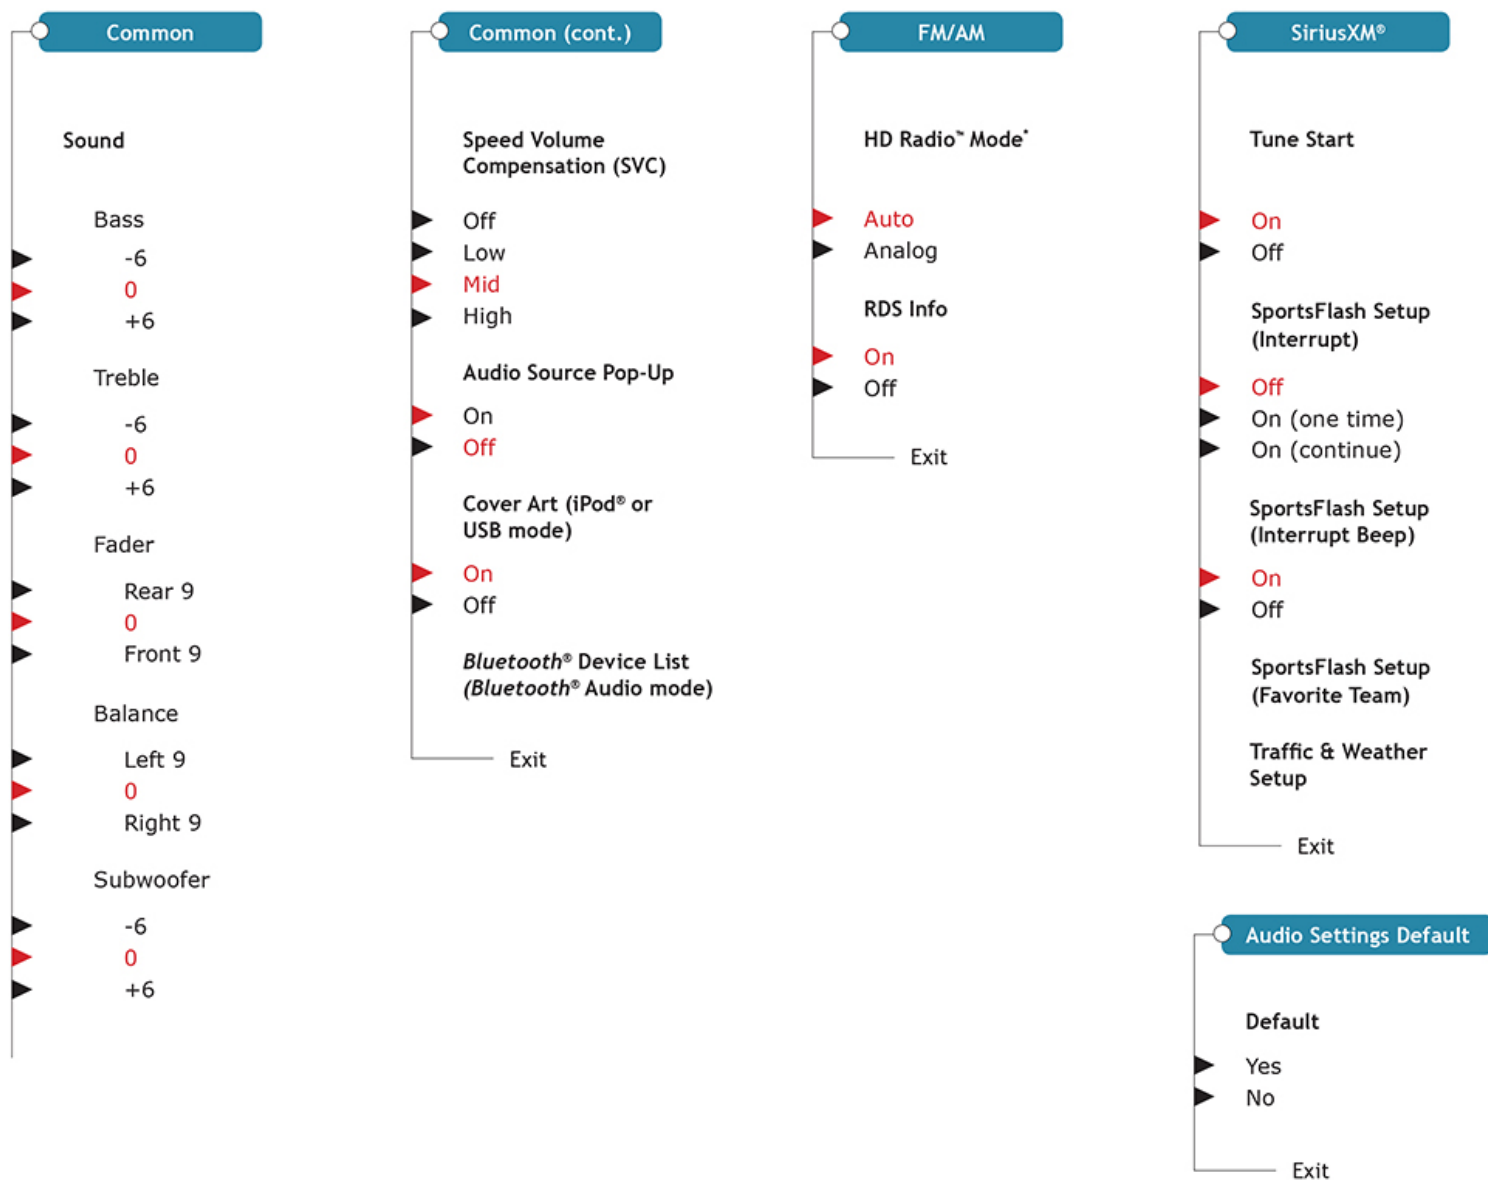 Common
Sound
Bass
-6
0
+6
Treble
-6
0
+6
Fader
Rear 9
0
Front 9
Balance
Left 9
0
Right 9
Subwoofer
-6
0
+6
Common (cont.)
Speed Volume
Compensation (SVC)
Off
Low
Mid
High
Audio Source Pop-Up
On
Off
Cover Art (iPod® or
USB mode)
On
Off
Bluetooth® Device List
(Bluetooth® Audio mode)
Exit
FM/AM
HD Radio™ Mode*
Auto
Analog
RDS Info
On
Off
Exit
SiriusXM®
Tune Start
On
Off
SportsFlash Setup
(Interrupt)
Off
On (one time)
On (continue)
SportsFlash Setup
(Interrupt Beep)
On
Off
SportsFlash Setup
(Favorite Team)
Traffic & Weather
Setup
Exit
Audio Settings Default
Default
Yes
No
Exit